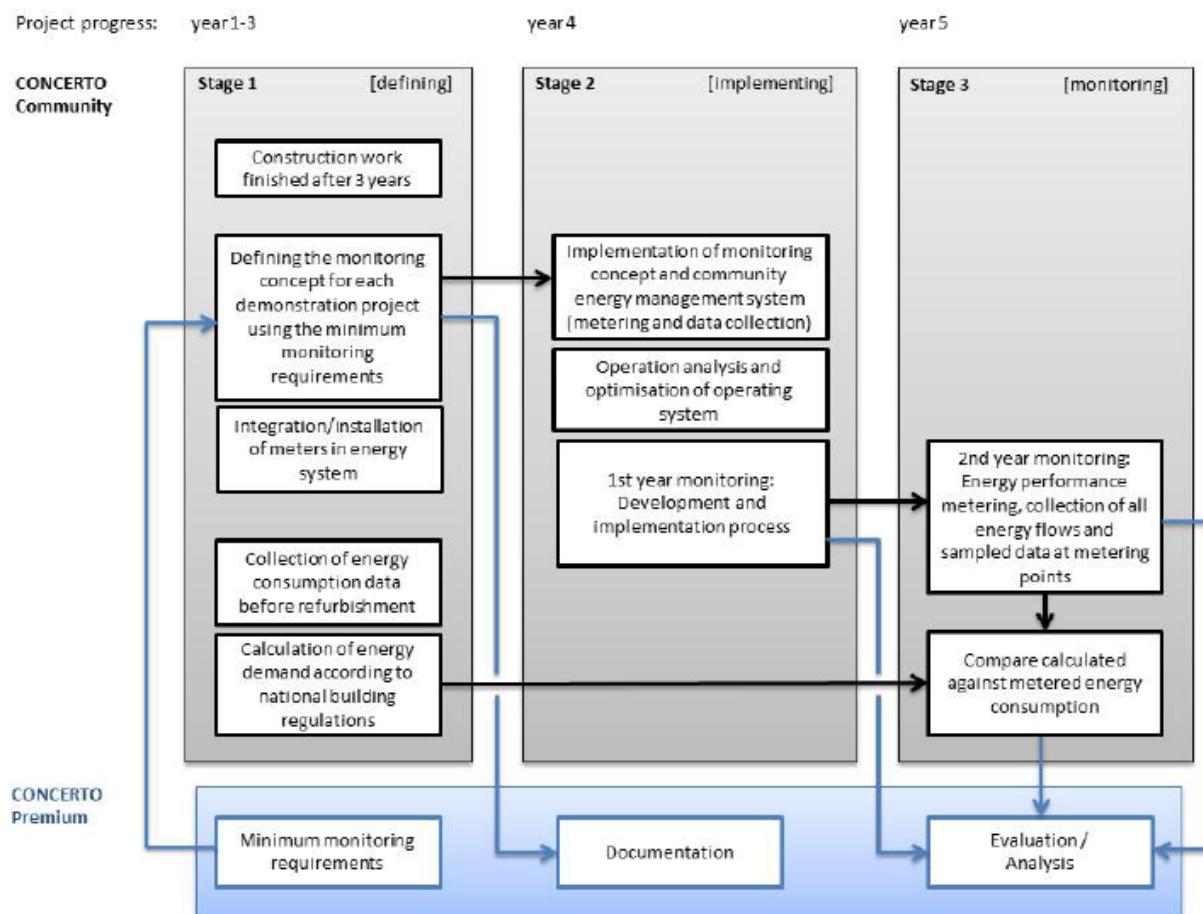 Project progress: year 1-3 year 4 year 5
CONCERTO
Community
Stage 1 [defining]
Construction work
finished after 3 years
Defining the monitoring
concept for each
demonstration project
using the minimum
monitoring
requirements
Integration/installation
of meters in energy
system
Collection of energy
consumption data
before refurbishment
Calculation of energy
demand according to
national building
regulations
Stage 2 [implementing]
Implementation of monitoring
concept and community
energy management system
(metering and data collection)
Operation analysis and
optimisation of operating
system
1st year monitoring:
Development and
implementation process
Stage 3 [monitoring]
2nd year monitoring:
Energy performance
metering, collection of all
energy flows and
sampled data at metering
points
Compare calculated
against metered energy
consumption
CONCERTO
Premium
Minimum monitoring
requirements
Documentation
Evaluation /
Analysis